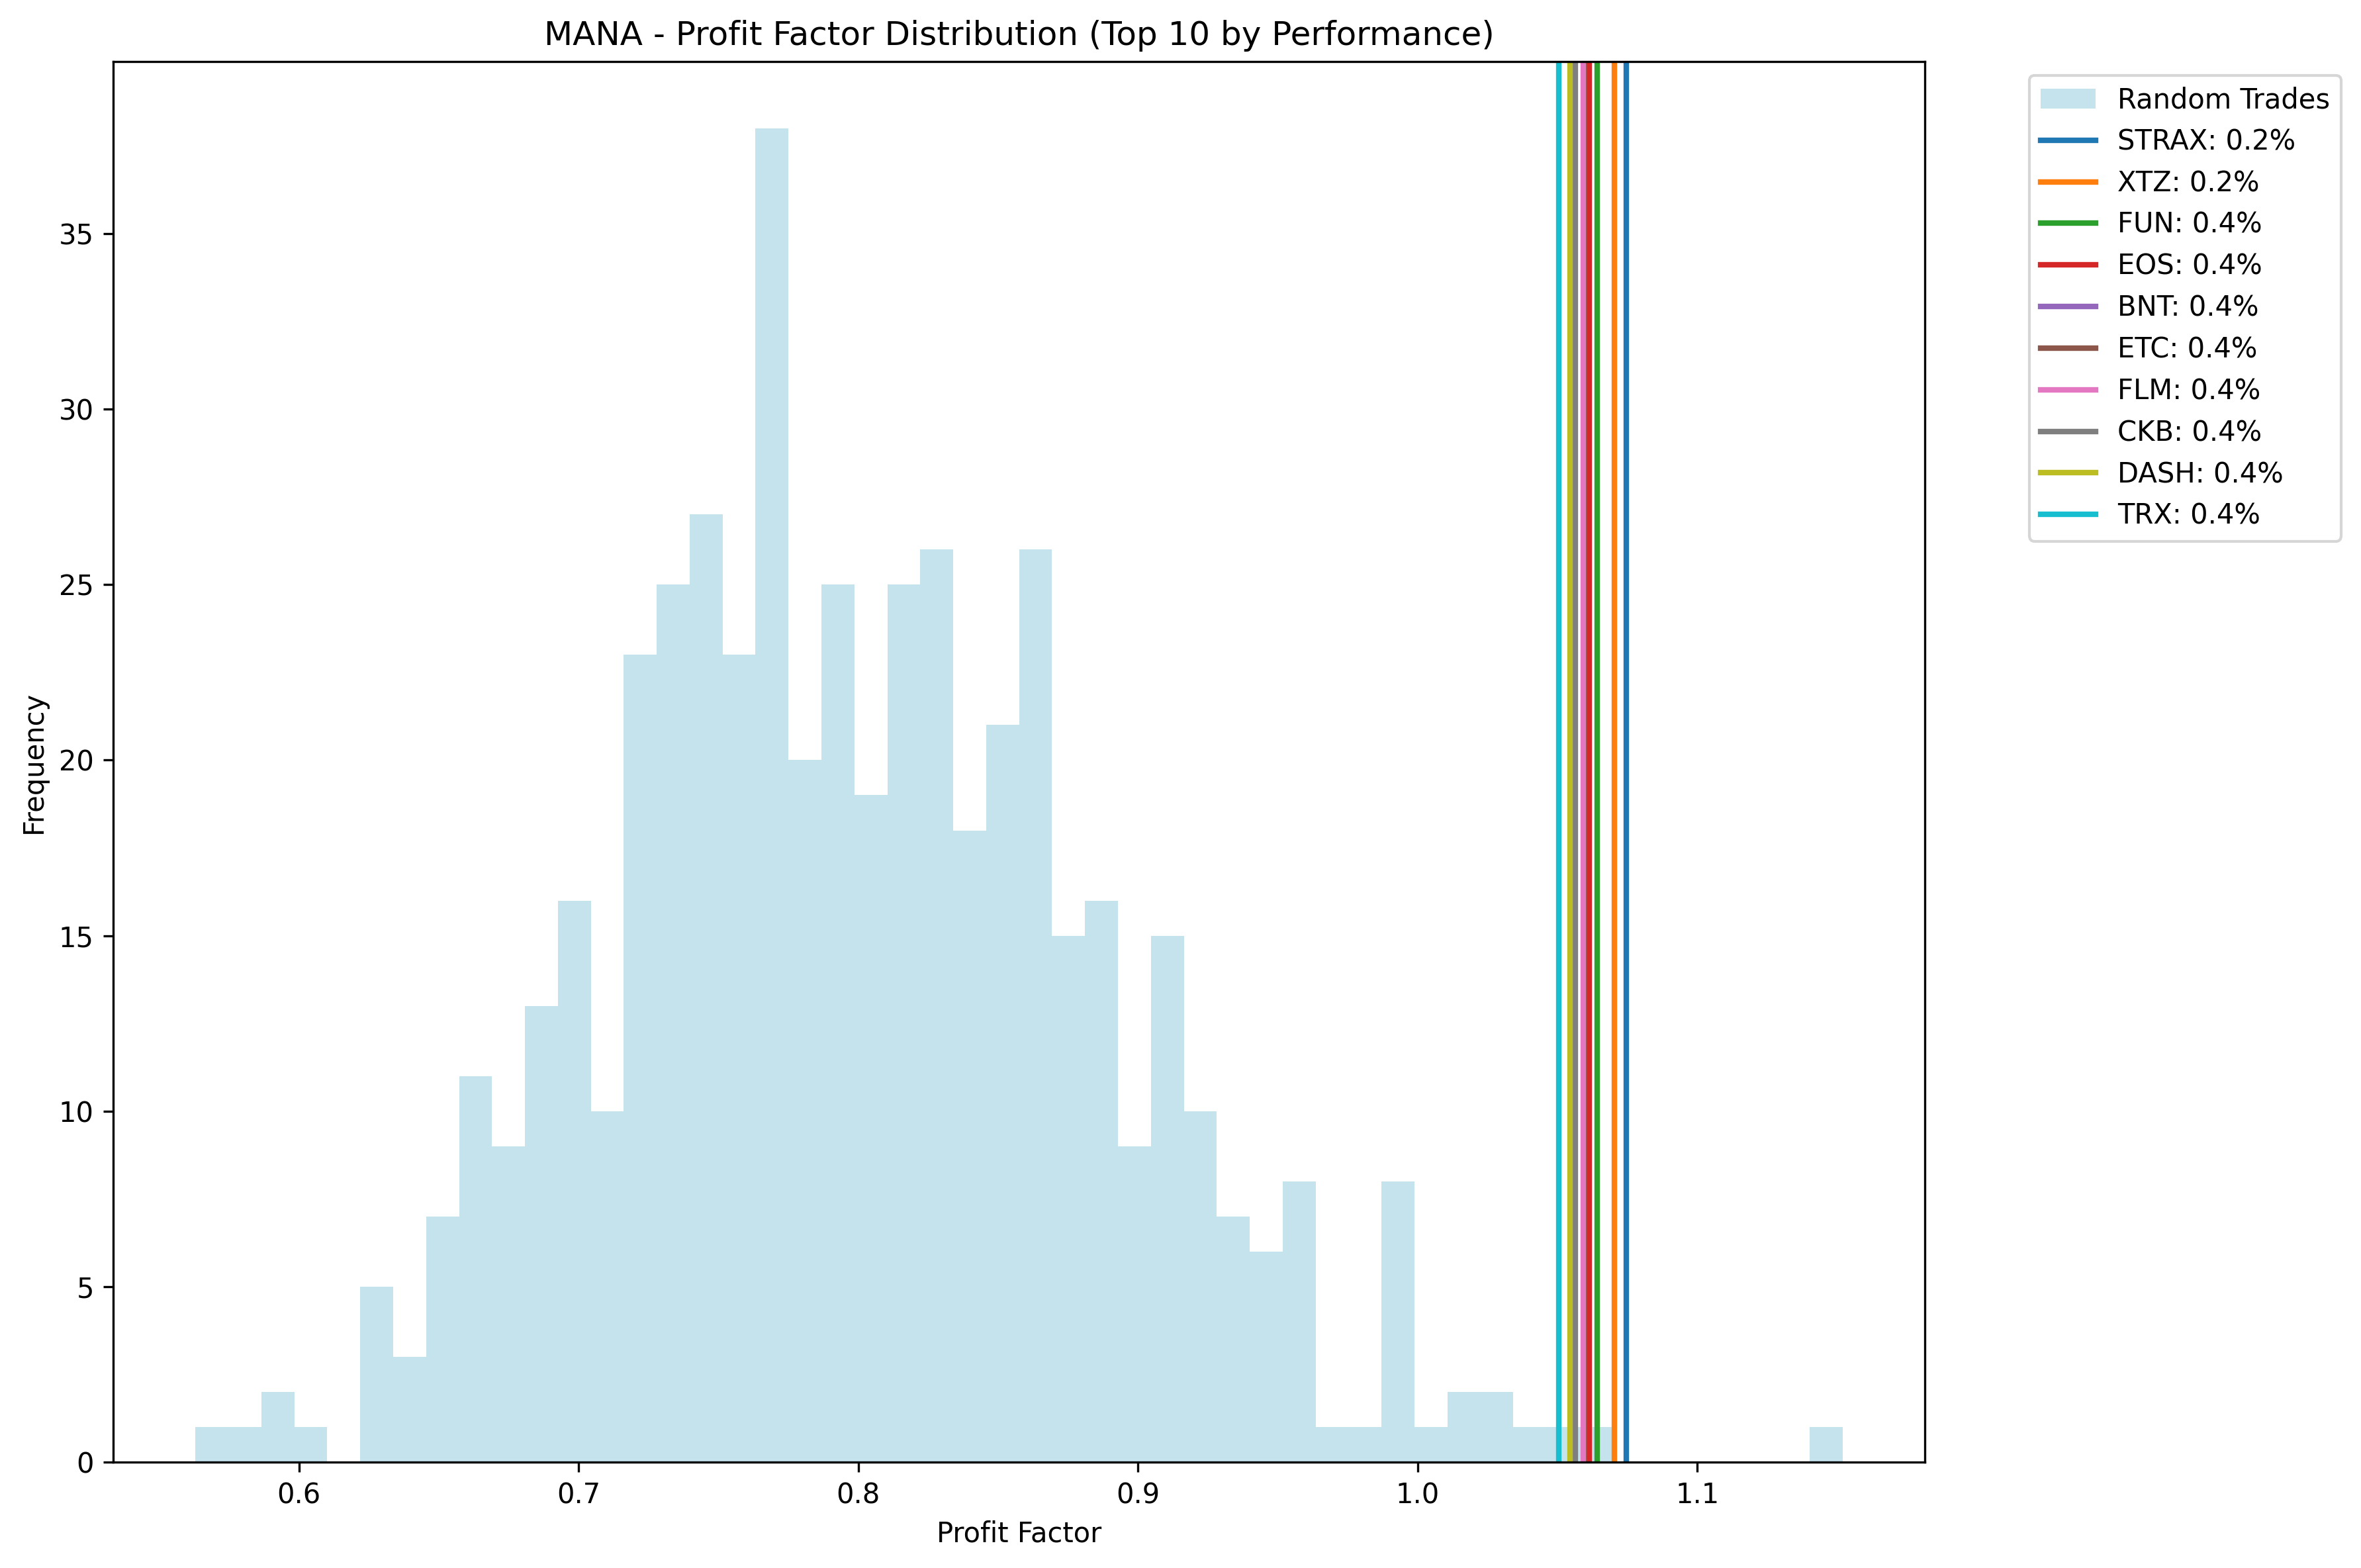 MANA - Profit Factor Distribution (Top 10 by Performance)
Random Trades
STRAX: 0.2%
XTZ: 0.2%
FUN: 0.4%
EOS: 0.4%
BNT: 0.4%
ETC: 0.4%
FLM: 0.4%
CKB: 0.4%
DASH: 0.4%
TRX: 0.4%
Frequency
35
30
25
20
15
10
5
0
0.6 0.7 0.8 0.9 1.0 1.1
Profit Factor